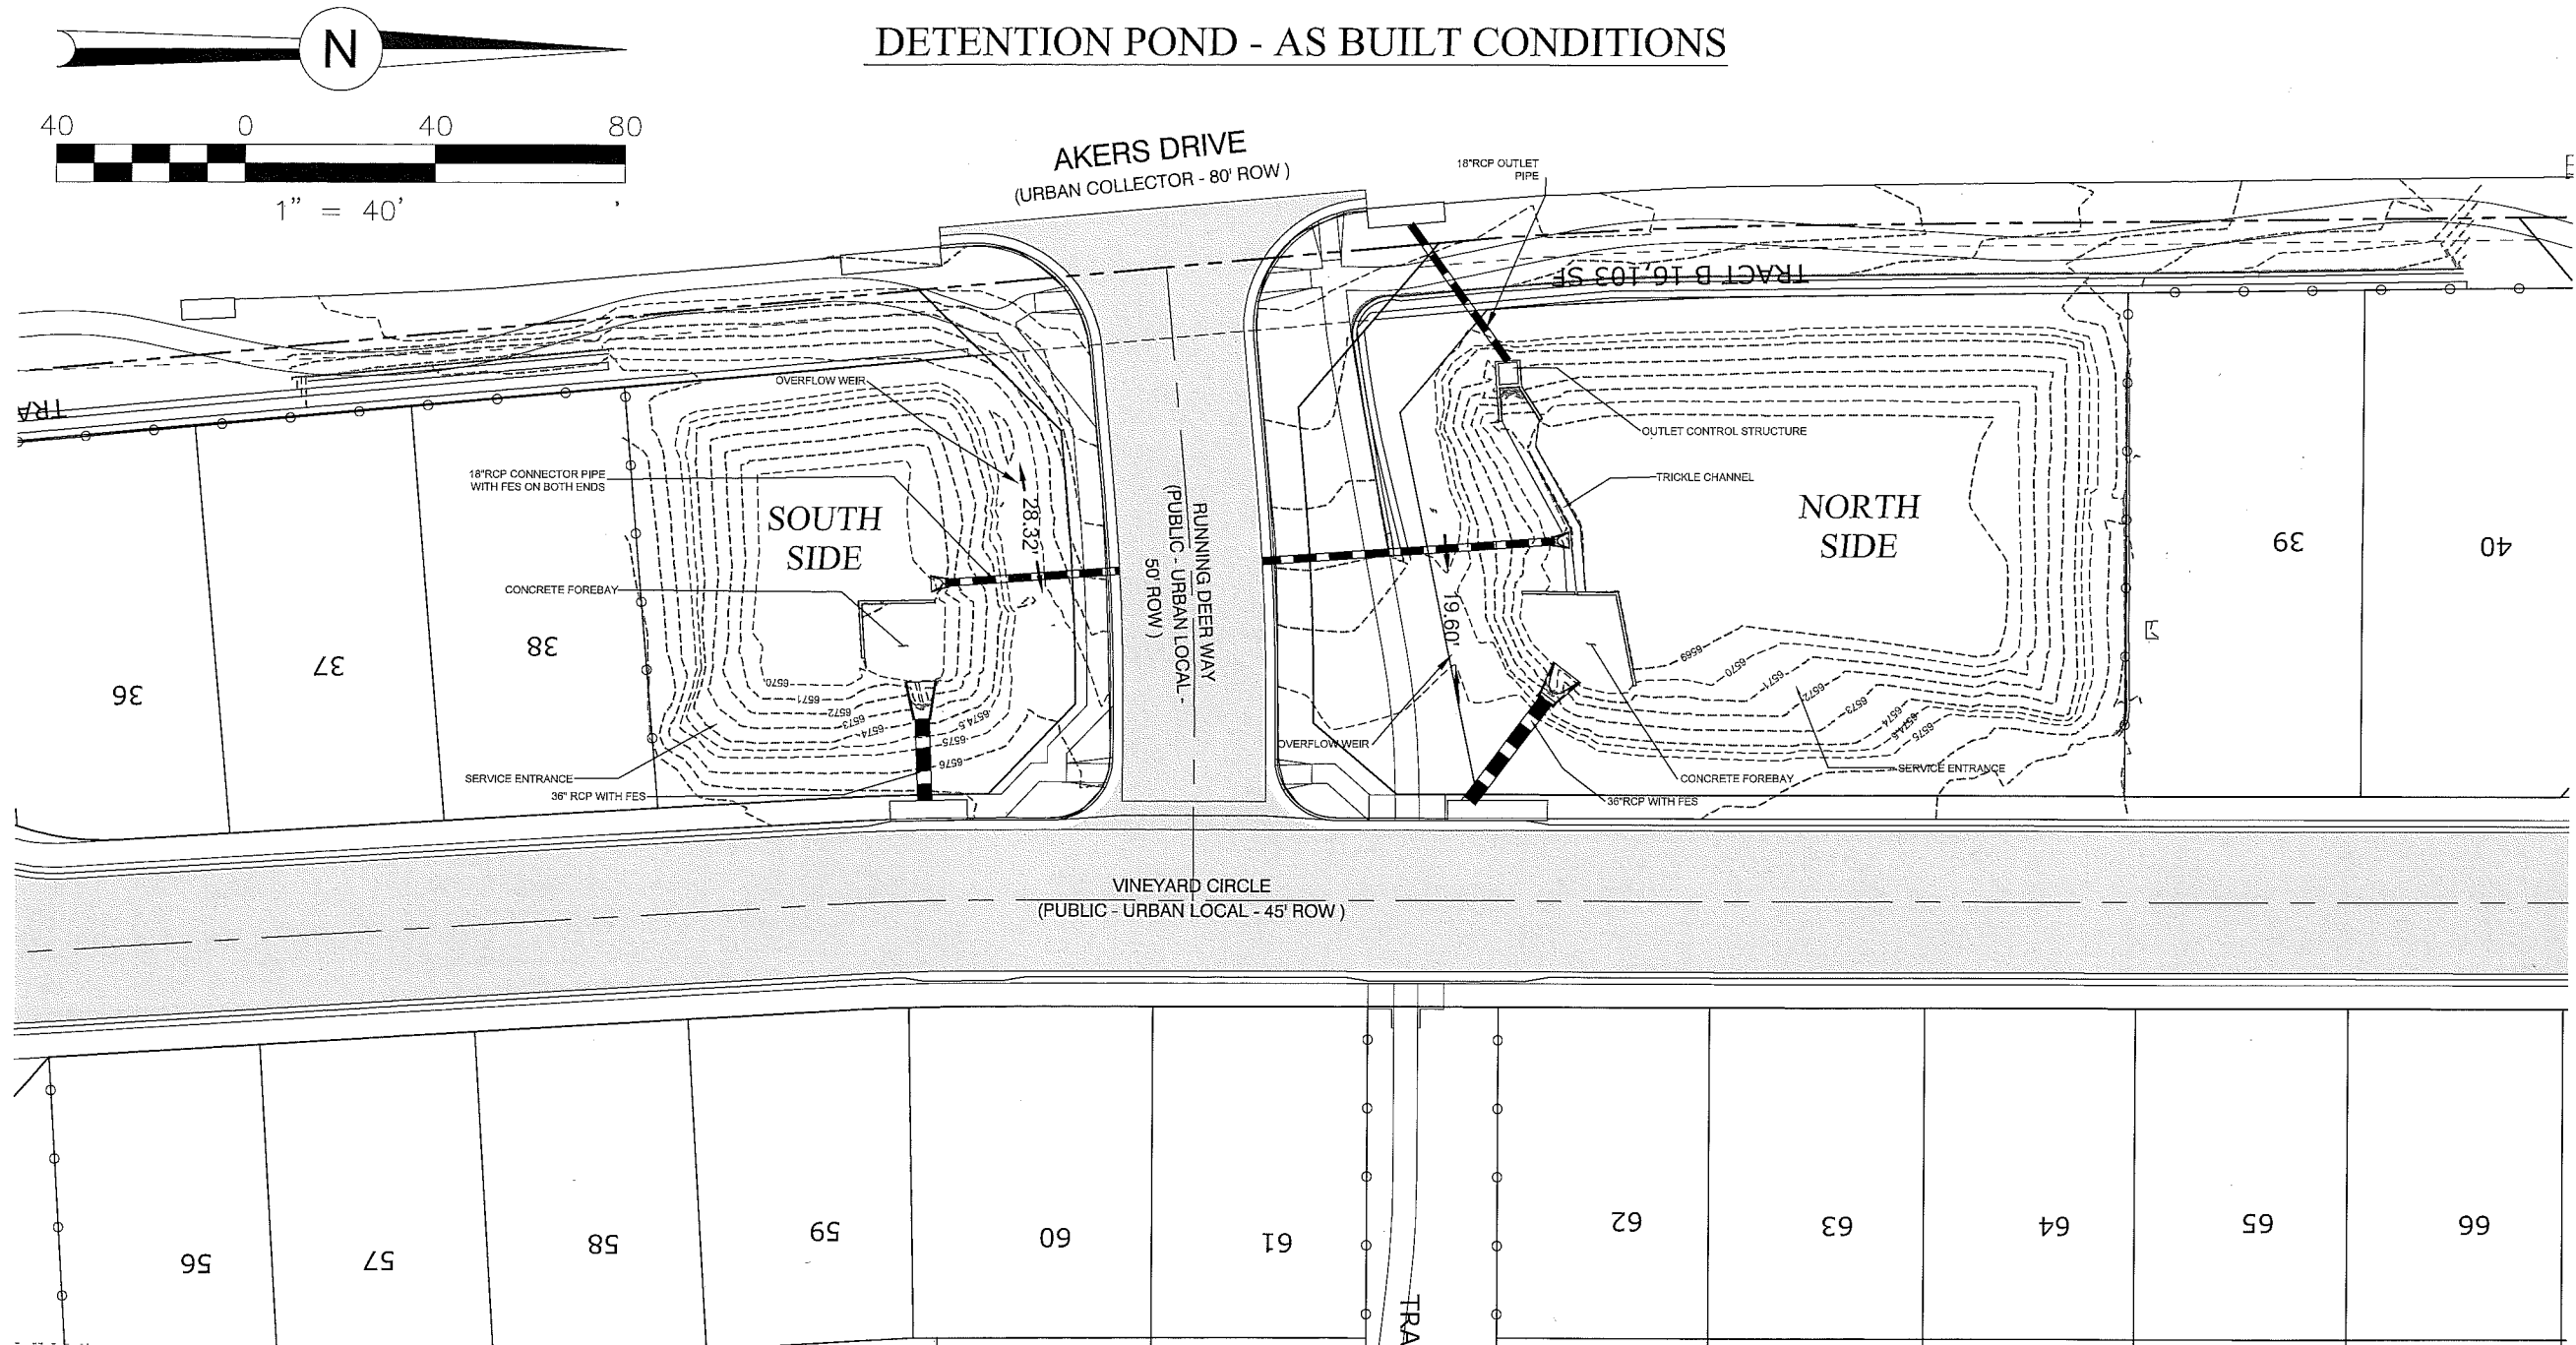 N
DETENTION POND - AS BUILT CONDITIONS
40 0 40 80
1" = 40'
AKERS DRIVE
(URBAN COLLECTOR - 80' ROW )
18"RCP OUTLET
PIPE
TRACT B 16,103 SF
TRA
OVERFLOW WEIR
18"RCP CONNECTOR PIPE
WITH FES ON BOTH ENDS
SOUTH
SIDE
CONCRETE FOREBAY
28.32'
RUNNING DEER WAY
(PUBLIC - URBAN LOCAL -
50' ROW )
OUTLET CONTROL STRUCTURE
TRICKLE CHANNEL
NORTH
SIDE
19.60'
36
37
38
39
40
6570
6571
6572
6573
6574
6574.5
6575
6576
6569
6570
6571
6572
6573
6574
6574.5
6575
SERVICE ENTRANCE
36" RCP WITH FES
OVERFLOW WEIR
CONCRETE FOREBAY
SERVICE ENTRANCE
36"RCP WITH FES
VINEYARD CIRCLE
(PUBLIC - URBAN LOCAL - 45' ROW )
56
57
58
59
60
61
62
63
64
65
66
TRA